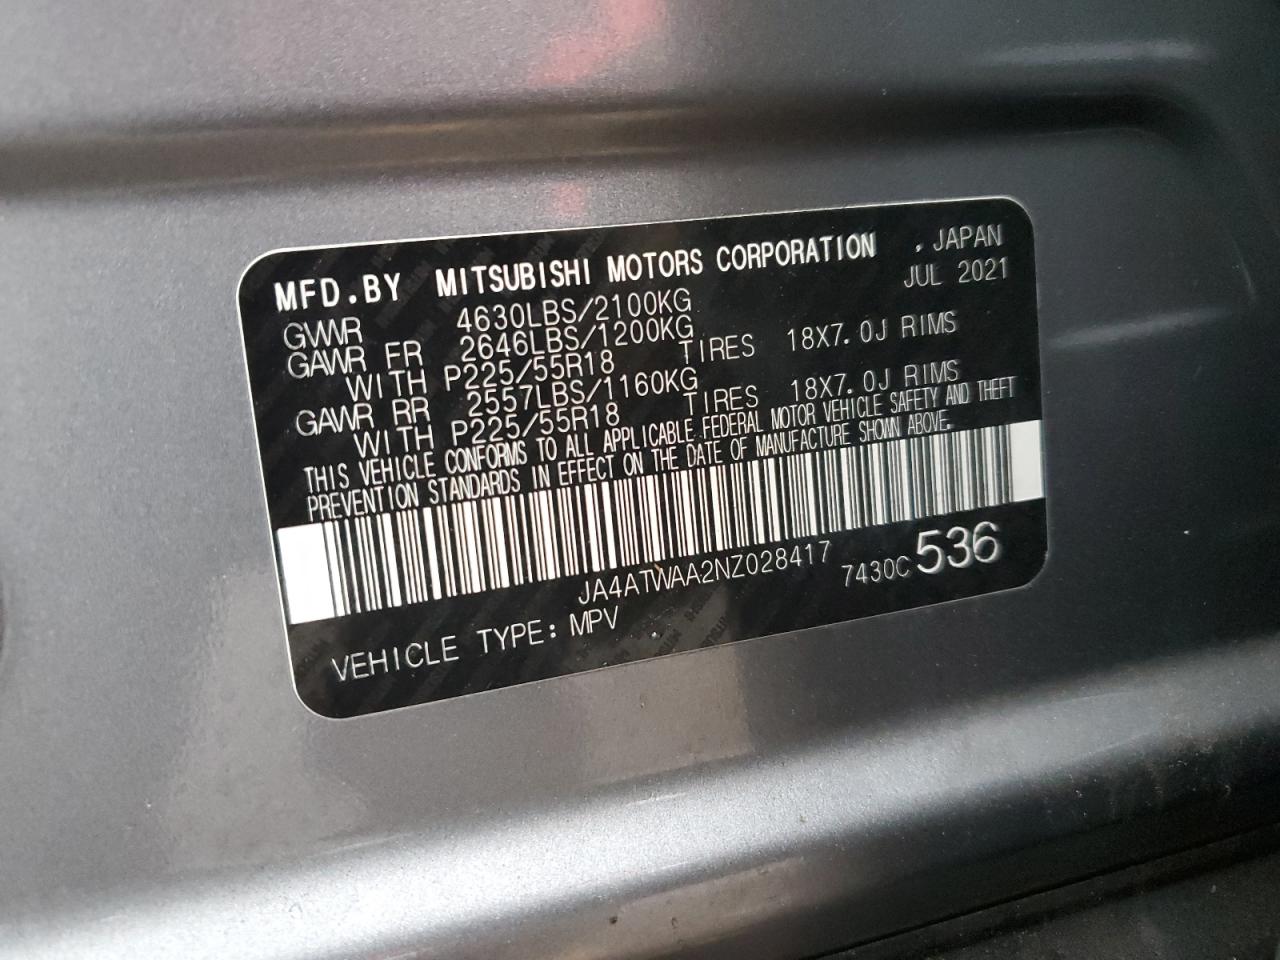 MFD.BY MITSUBISHI MOTORS CORPORATION . JAPAN
JUL 2021
GVWR 4630LBS/2100KG
GAWR FR 2646LBS/1200KG
WITH P225/55R18 TIRES 18X7.0J RIMS
GAWR RR 2557LBS/1160KG
WITH P225/55R18 TIRES 18X7.0J RIMS
THIS VEHICLE CONFORMS TO ALL APPLICABLE FEDERAL MOTOR VEHICLE SAFETY AND THEFT
PREVENTION STANDARDS IN EFFECT ON THE DATE OF MANUFACTURE SHOWN ABOVE.
JA4ATWAA2NZ028417 7430C 536
VEHICLE TYPE: MPV